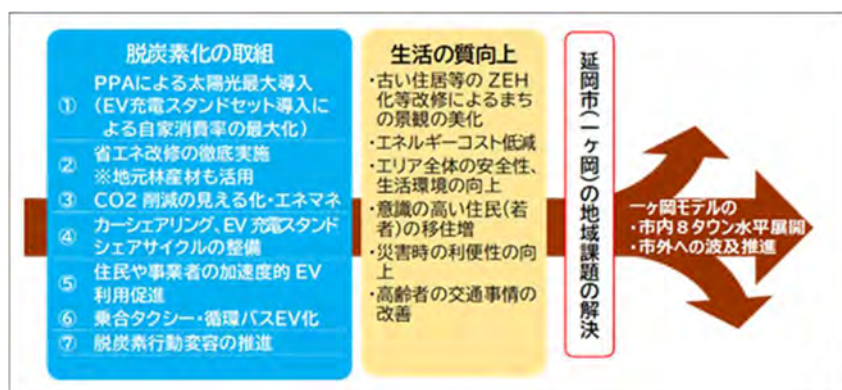 脱炭素化の取組
① PPAによる太陽光最大導入
(EV充電スタンドセット導入に
よる自家消費率の最大化)
② 省エネ改修の徹底実施
※地元林産材も活用
③ CO2 削減の見える化・エネマネ
④ カーシェアリング、EV 充電スタンド
シェアサイクルの整備
⑤ 住民や事業者の加速度的 EV
利用促進
⑥ 乗合タクシー・循環バスEV化
⑦ 脱炭素行動変容の推進
生活の質向上
・古い住居等の ZEH
化等改修によるまち
の景観の美化
・エネルギーコスト低減
・エリア全体の安全性、
生活環境の向上
・意識の高い住民(若
者)の移住増
・災害時の利便性の向
上
・高齢者の交通事情の
改善
延岡市(一ヶ岡)の地域課題の解決
一ヶ岡モデルの
・市内8タウン水平展開
・市外への波及推進